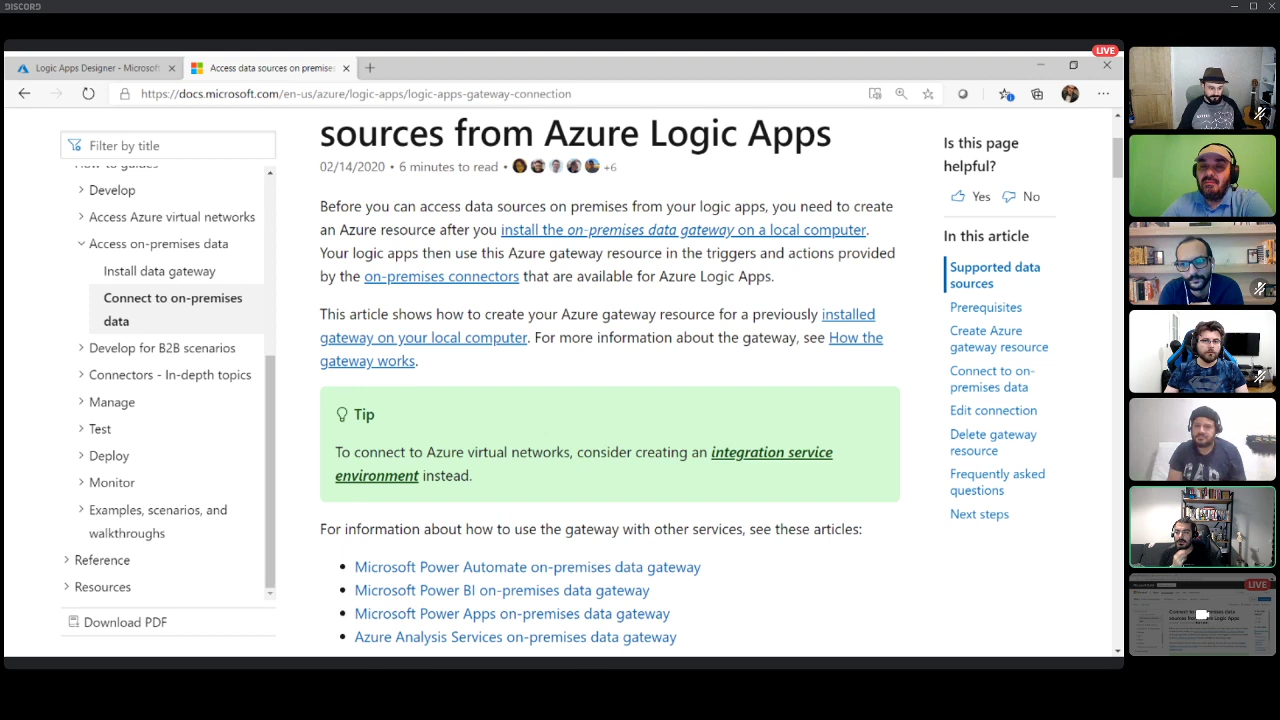 DISCORD
LIVE
Logic Apps Designer - Microsoft
Access data sources on premise
https://docs.microsoft.com/en-us/azure/logic-apps/logic-apps-gateway-connection
Filter by title
How-to guides
Develop
Access Azure virtual networks
Access on-premises data
Install data gateway
Connect to on-premises
data
Develop for B2B scenarios
Connectors - In-depth topics
Manage
Test
Deploy
Monitor
Examples, scenarios, and
walkthroughs
Reference
Resources
Download PDF
sources from Azure Logic Apps
02/14/2020 • 6 minutes to read • +6
Before you can access data sources on premises from your logic apps, you need to create
an Azure resource after you install the on-premises data gateway on a local computer.
Your logic apps then use this Azure gateway resource in the triggers and actions provided
by the on-premises connectors that are available for Azure Logic Apps.
This article shows how to create your Azure gateway resource for a previously installed
gateway on your local computer. For more information about the gateway, see How the
gateway works.
Tip
To connect to Azure virtual networks, consider creating an integration service
environment instead.
For information about how to use the gateway with other services, see these articles:
• Microsoft Power Automate on-premises data gateway
• Microsoft Power BI on-premises data gateway
• Microsoft Power Apps on-premises data gateway
• Azure Analysis Services on-premises data gateway
Is this page
helpful?
Yes No
In this article
Supported data
sources
Prerequisites
Create Azure
gateway resource
Connect to on-
premises data
Edit connection
Delete gateway
resource
Frequently asked
questions
Next steps
LIVE